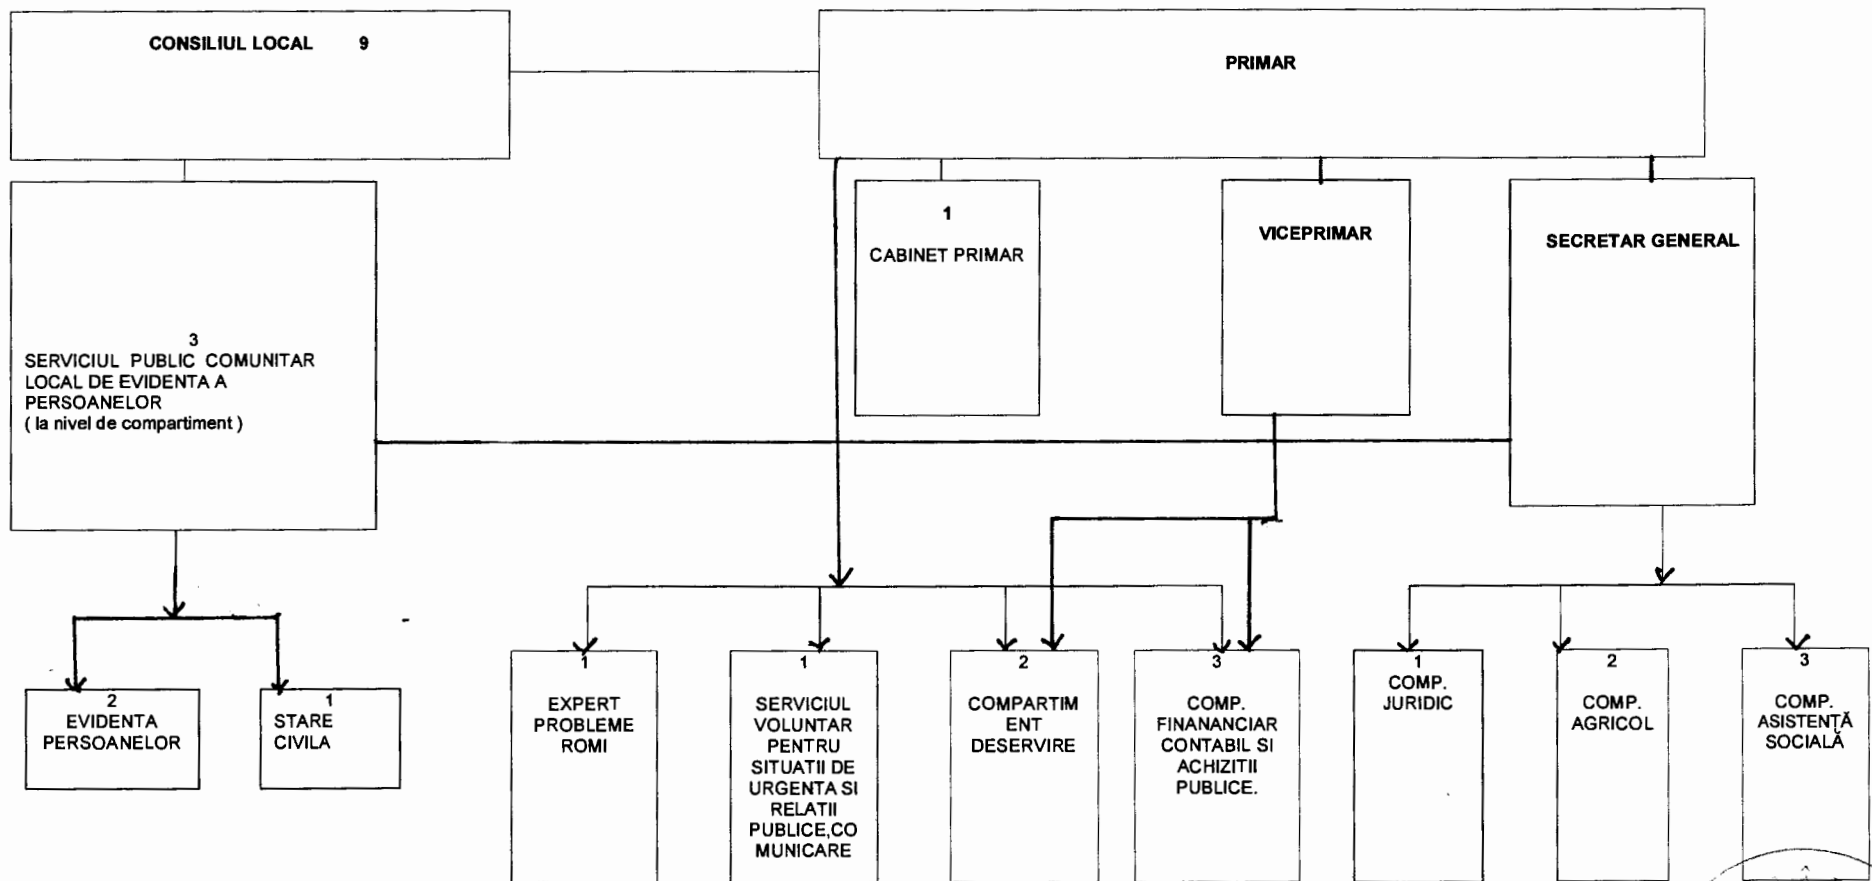 CONSILIUL LOCAL 9
PRIMAR
1
CABINET PRIMAR
VICEPRIMAR
SECRETAR GENERAL
3
SERVICIUL PUBLIC COMUNITAR
LOCAL DE EVIDENTA A
PERSOANELOR
( la nivel de compartiment )
2
EVIDENTA
PERSOANELOR
1
STARE
CIVILA
1
EXPERT
PROBLEME
ROMI
1
SERVICIUL
VOLUNTAR
PENTRU
SITUATII DE
URGENTA SI
RELATII
PUBLICE,CO
MUNICARE
2
COMPARTIM
ENT
DESERVIRE
3
COMP.
FINANANCIAR
CONTABIL SI
ACHIZITII
PUBLICE.
1
COMP.
JURIDIC
2
COMP.
AGRICOL
3
COMP.
ASISTENŢĂ
SOCIALĂ